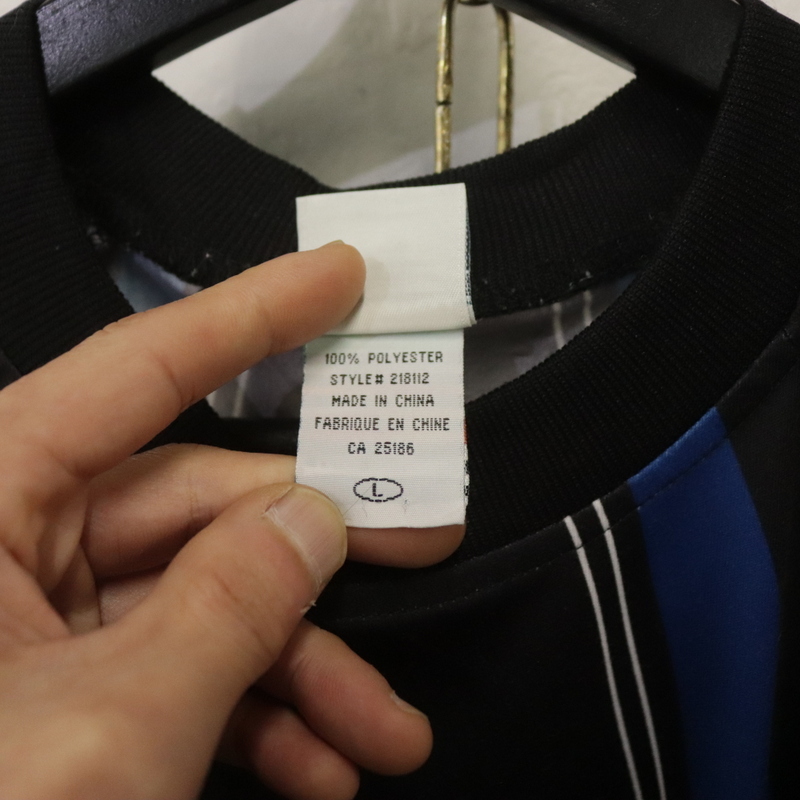 100% POLYESTER
STYLE# 218112
MADE IN CHINA
FABRIQUE EN CHINE
CA 25186
L